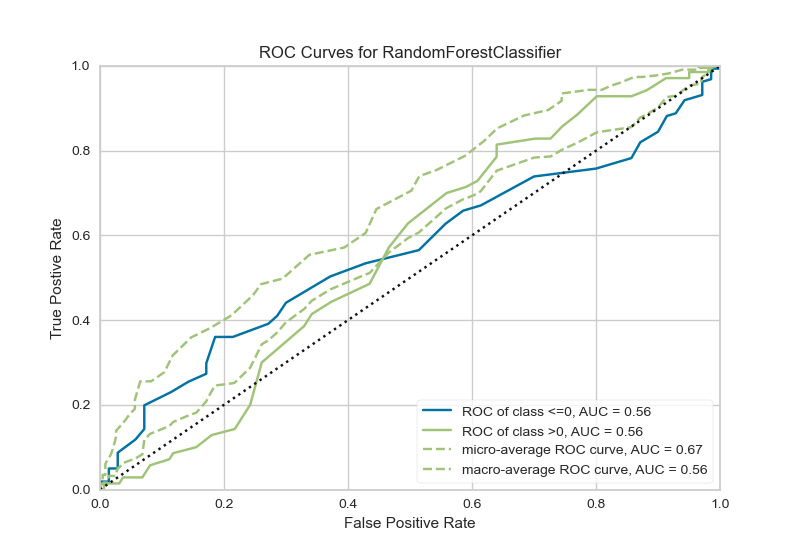 ROC Curves for RandomForestClassifier
True Postive Rate
1.0
0.8
0.6
0.4
0.2
0.0
0.0 0.2 0.4 0.6 0.8 1.0
False Positive Rate
ROC of class <=0, AUC = 0.56
ROC of class >0, AUC = 0.56
micro-average ROC curve, AUC = 0.67
macro-average ROC curve, AUC = 0.56